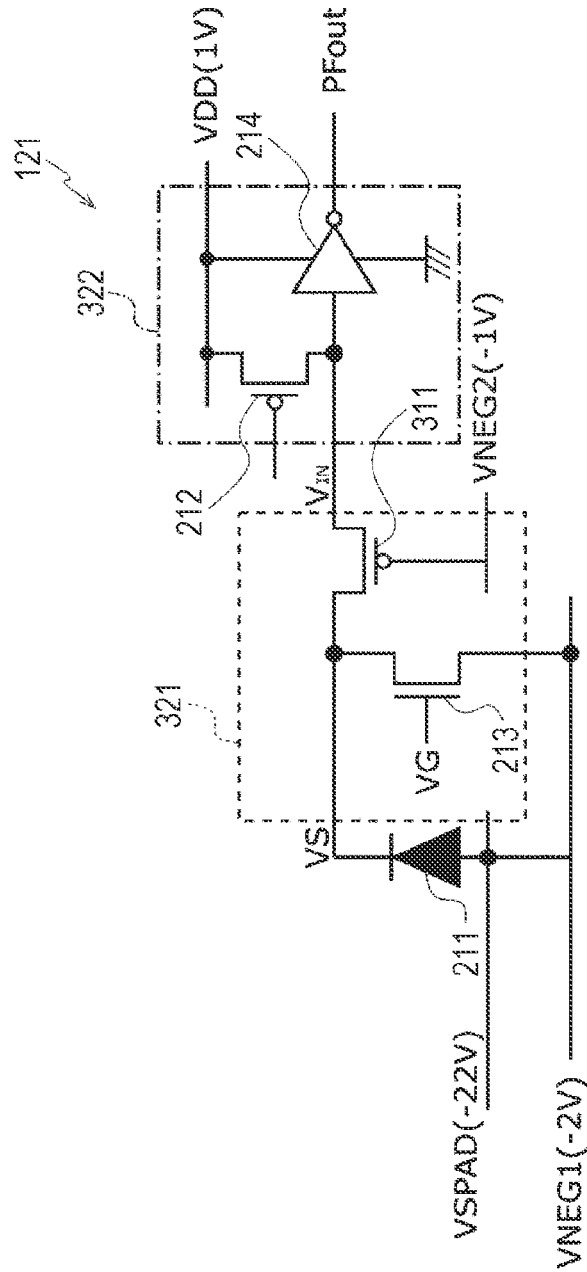 121
322
VDD(1V)
PFout
214
212
VIN
311
VNEG2(-1V)
321
VS
VG
213
211
VSPAD(-22V)
VNEG1(-2V)